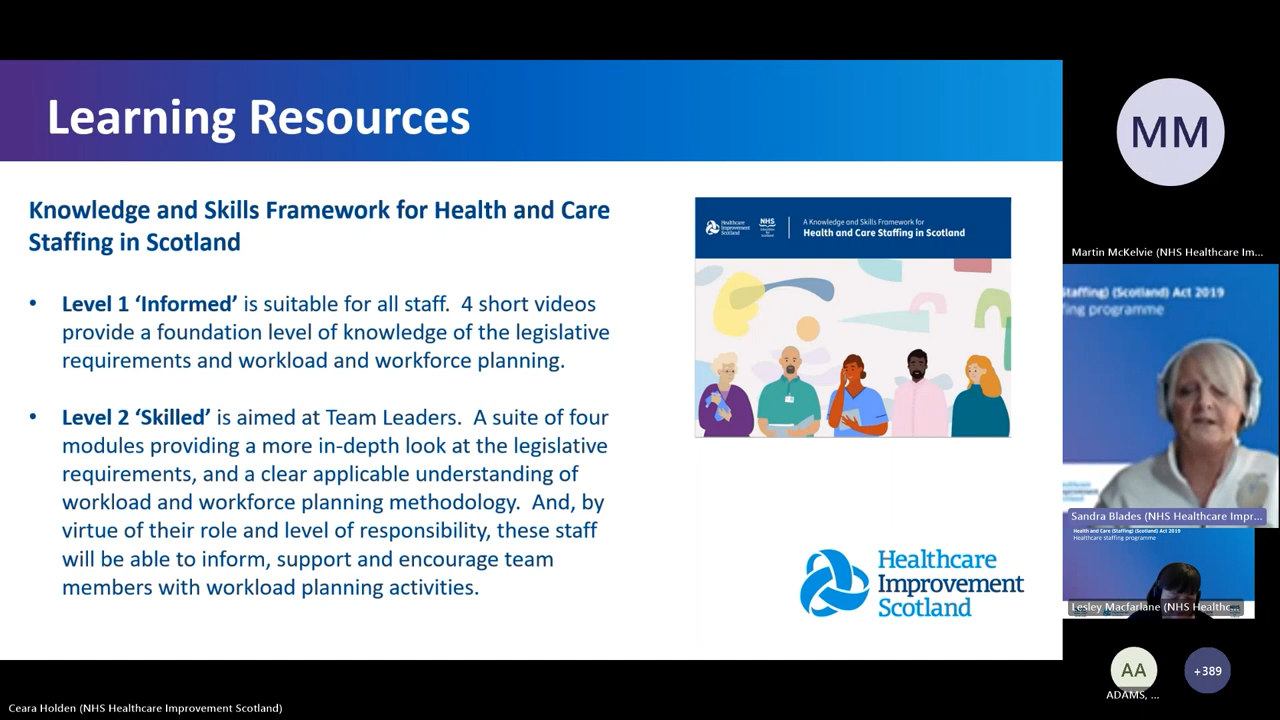 Learning Resources
Knowledge and Skills Framework for Health and Care
Staffing in Scotland
• Level 1 ‘Informed’ is suitable for all staff.  4 short videos
provide a foundation level of knowledge of the legislative
requirements and workload and workforce planning.
• Level 2 ‘Skilled’ is aimed at Team Leaders.  A suite of four
modules providing a more in-depth look at the legislative
requirements, and a clear applicable understanding of
workload and workforce planning methodology.  And, by
virtue of their role and level of responsibility, these staff
will be able to inform, support and encourage team
members with workload planning activities.
Healthcare
Improvement
Scotland
NHS
A Knowledge and Skills Framework for
Health and Care Staffing in Scotland
Healthcare
Improvement
Scotland
MM
Martin McKelvie (NHS Healthcare Im...
Staffing) (Scotland) Act 2019
fing programme
Sandra Blades (NHS Healthcare Impr...
Health and Care (Staffing) (Scotland) Act 2019
Healthcare staffing programme
Lesley Macfarlane (NHS Healthc...
AA
+389
ADAMS, ...
Ceara Holden (NHS Healthcare Improvement Scotland)